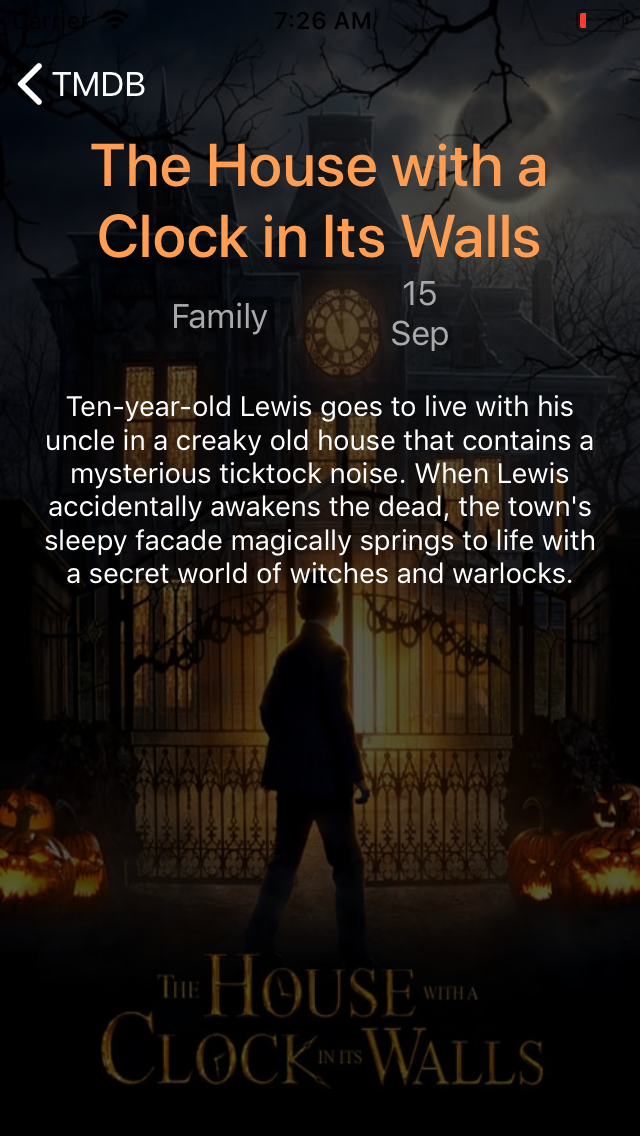 Carrier 7:26 AM
TMDB
The House with a
Clock in Its Walls
Family
15
Sep
Ten-year-old Lewis goes to live with his
uncle in a creaky old house that contains a
mysterious ticktock noise. When Lewis
accidentally awakens the dead, the town's
sleepy facade magically springs to life with
a secret world of witches and warlocks.
THE HOUSE WITH A
CLOCK IN ITS WALLS